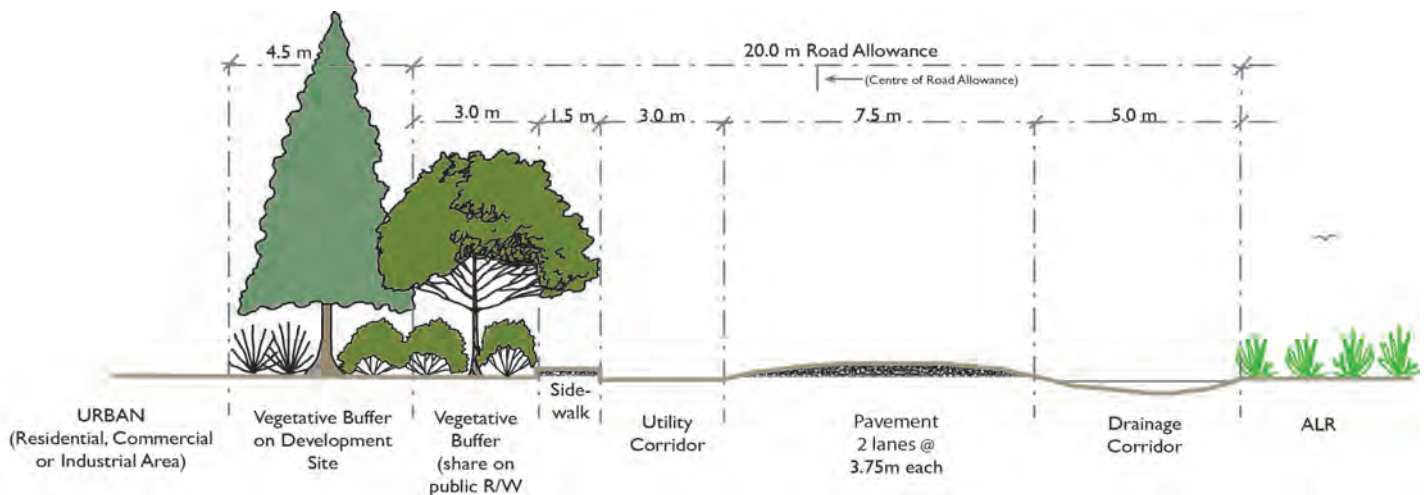 4.5 m
20.0 m Road Allowance
(Centre of Road Allowance)
3.0 m
1.5m
3.0 m
7.5m
5.0 m
URBAN
(Residential, Commercial
or Industrial Area)
Vegetative Buffer
on Development
Site
Vegetative
Buffer
(share on
public R/W
Side-
walk
Utility
Corridor
Pavement
2 lanes @
3.75m each
Drainage
Corridor
ALR